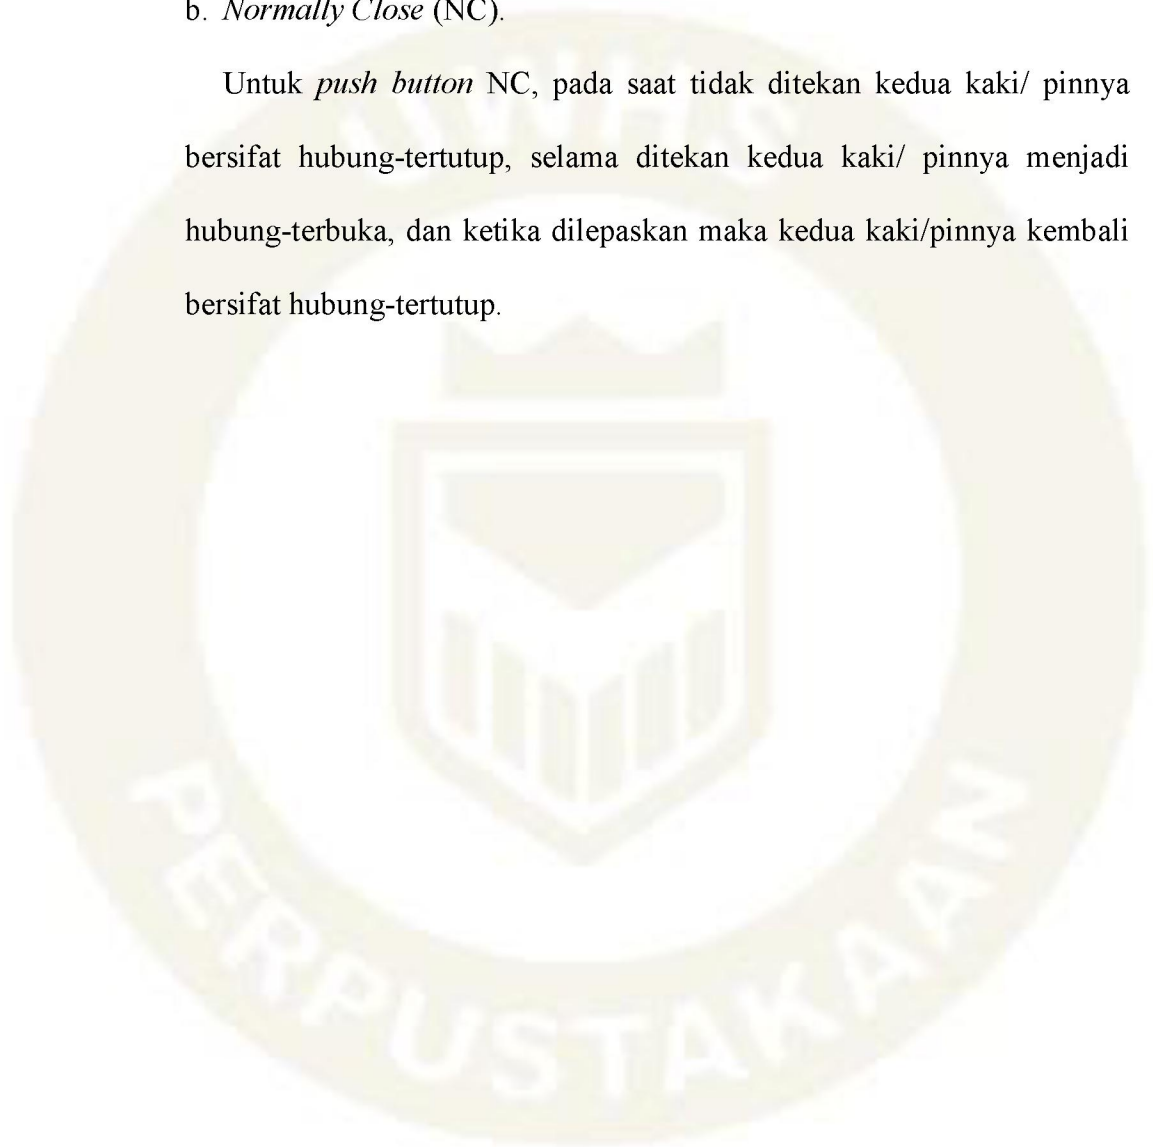 b. Normally Close (NC).
Untuk push button NC, pada saat tidak ditekan kedua kaki/ pinnya
bersifat hubung-tertutup, selama ditekan kedua kaki/ pinnya menjadi
hubung-terbuka, dan ketika dilepaskan maka kedua kaki/pinnya kembali
bersifat hubung-tertutup.
UWHS
PERPUSTAKAAN